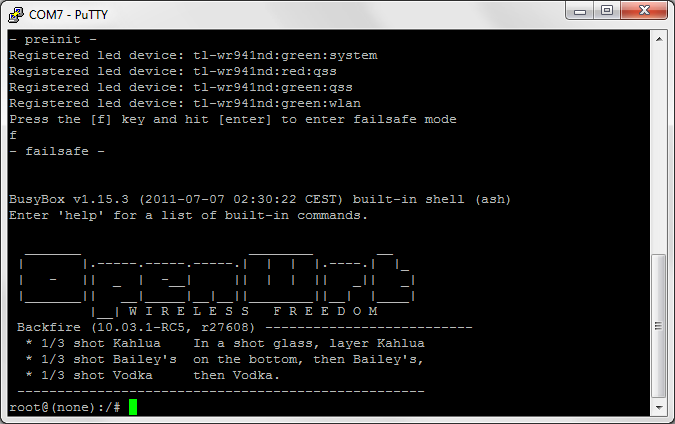 COM7 - PuTTY
- preinit -
Registered led device: tl-wr941nd:green:system
Registered led device: tl-wr941nd:red:qss
Registered led device: tl-wr941nd:green:qss
Registered led device: tl-wr941nd:green:wlan
Press the [f] key and hit [enter] to enter failsafe mode
f
- failsafe -
BusyBox v1.15.3 (2011-07-07 02:30:22 CEST) built-in shell (ash)
Enter 'help' for a list of built-in commands.
OpenWrt
W I R E L E S S   F R E E D O M
Backfire (10.03.1-RC5, r27608) --------------------------
* 1/3 shot Kahlua    In a shot glass, layer Kahlua
* 1/3 shot Bailey's  on the bottom, then Bailey's,
* 1/3 shot Vodka     then Vodka.
---------------------------------------------------
root@(none):/#